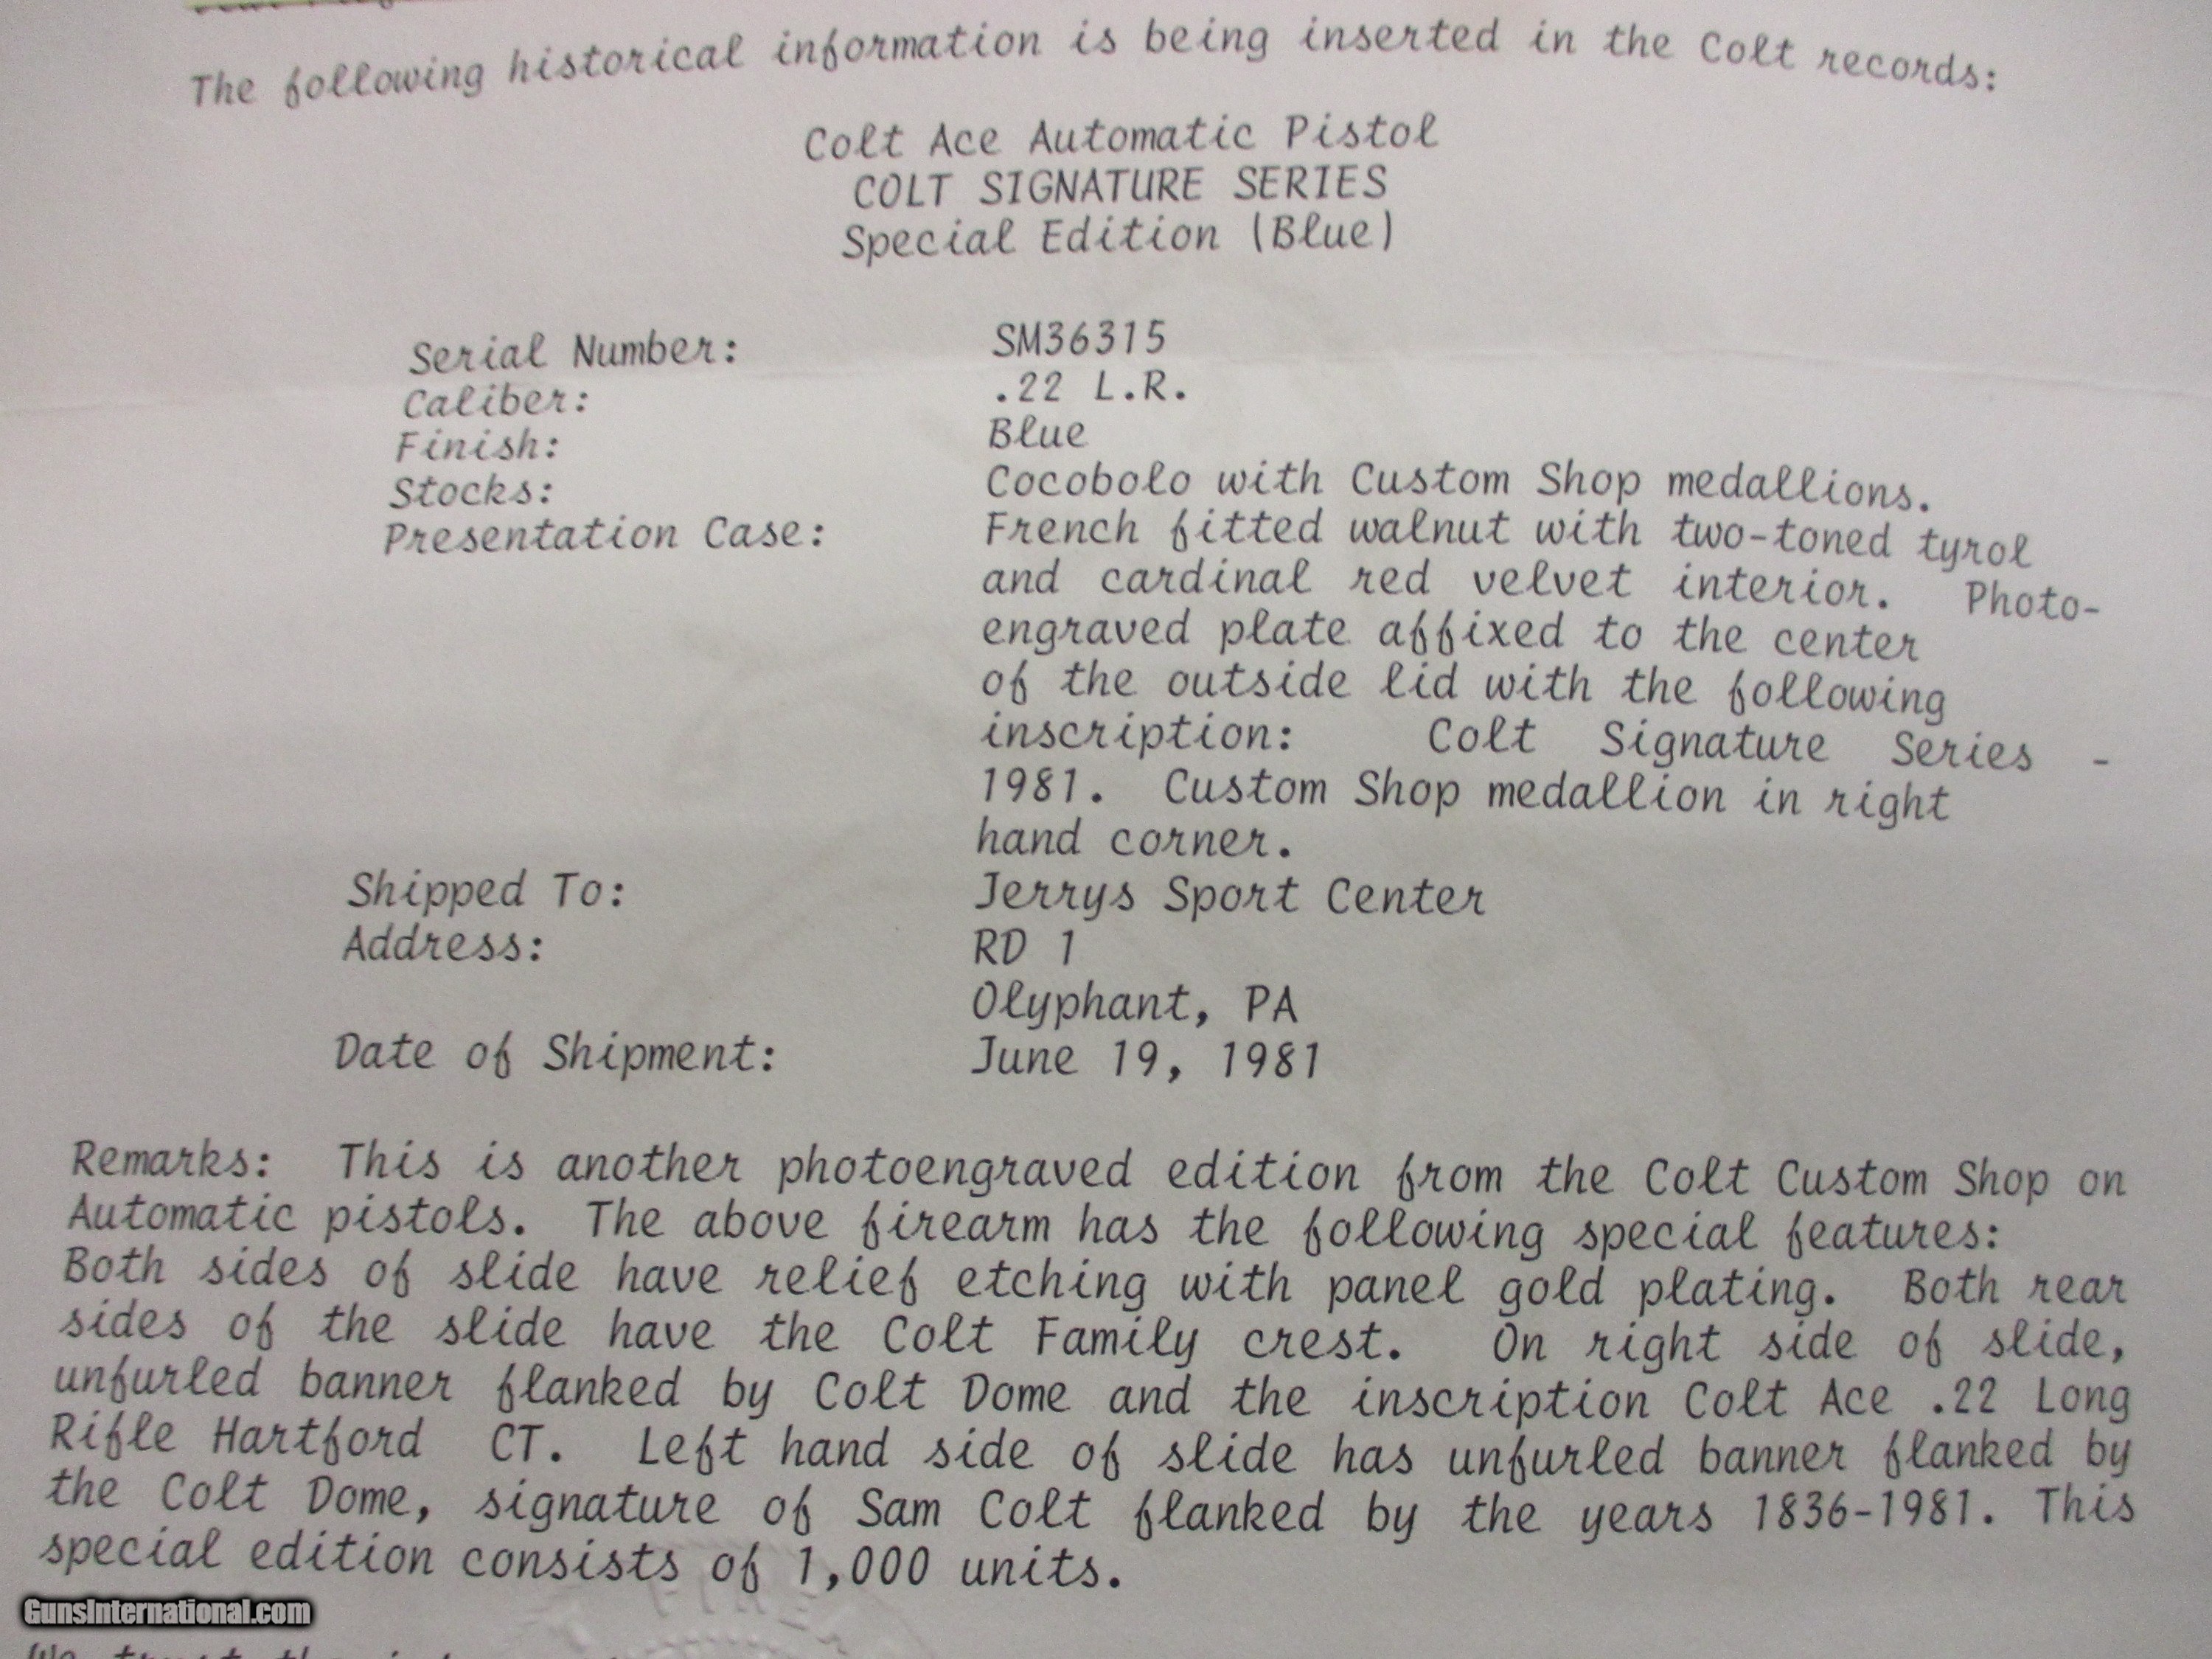 The following historical information is being inserted in the Colt records:
Colt Ace Automatic Pistol
COLT SIGNATURE SERIES
Special Edition (Blue)
Serial Number: SM36315
Caliber: .22 L.R.
Finish: Blue
Stocks: Cocobolo with Custom Shop medallions.
Presentation Case: French fitted walnut with two-toned tyrol
and cardinal red velvet interior. Photo-
engraved plate affixed to the center
of the outside lid with the following
inscription: Colt Signature Series -
1981. Custom Shop medallion in right
hand corner.
Shipped To: Jerrys Sport Center
Address: RD 1
Olyphant, PA
Date of Shipment: June 19, 1981
Remarks: This is another photoengraved edition from the Colt Custom Shop on
Automatic pistols. The above firearm has the following special features:
Both sides of slide have relief etching with panel gold plating. Both rear
sides of the slide have the Colt Family crest. On right side of slide,
unfurled banner flanked by Colt Dome and the inscription Colt Ace .22 Long
Rifle Hartford CT. Left hand side of slide has unfurled banner flanked by
the Colt Dome, signature of Sam Colt flanked by the years 1836-1981. This
special edition consists of 1,000 units.
GunsInternational.com
We trust the